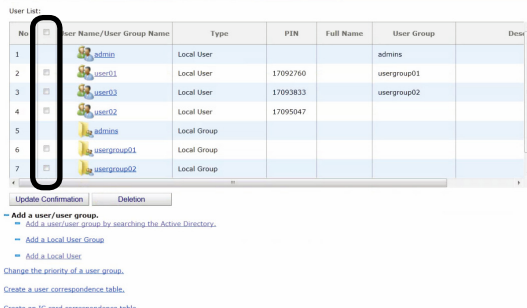 User List:
No User Name/User Group Name Type PIN Full Name User Group
1 admin Local User admins
2 user01 Local User 17092760 usergroup01
3 user03 Local User 17093833 usergroup02
4 user02 Local User 17095047
5 admins Local Group
6 usergroup01 Local Group
7 usergroup02 Local Group
Update Confirmation Deletion
Add a user/user group.
Add a user/user group by searching the Active Directory.
Add a Local User Group
Add a Local User
Change the priority of a user group.
Create a user correspondence table.